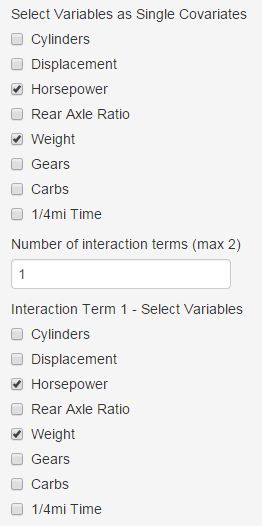 Select Variables as Single Covariates
Cylinders
Displacement
Horsepower
Rear Axle Ratio
Weight
Gears
Carbs
1/4mi Time
Number of interaction terms (max 2)
1
Interaction Term 1 - Select Variables
Cylinders
Displacement
Horsepower
Rear Axle Ratio
Weight
Gears
Carbs
1/4mi Time